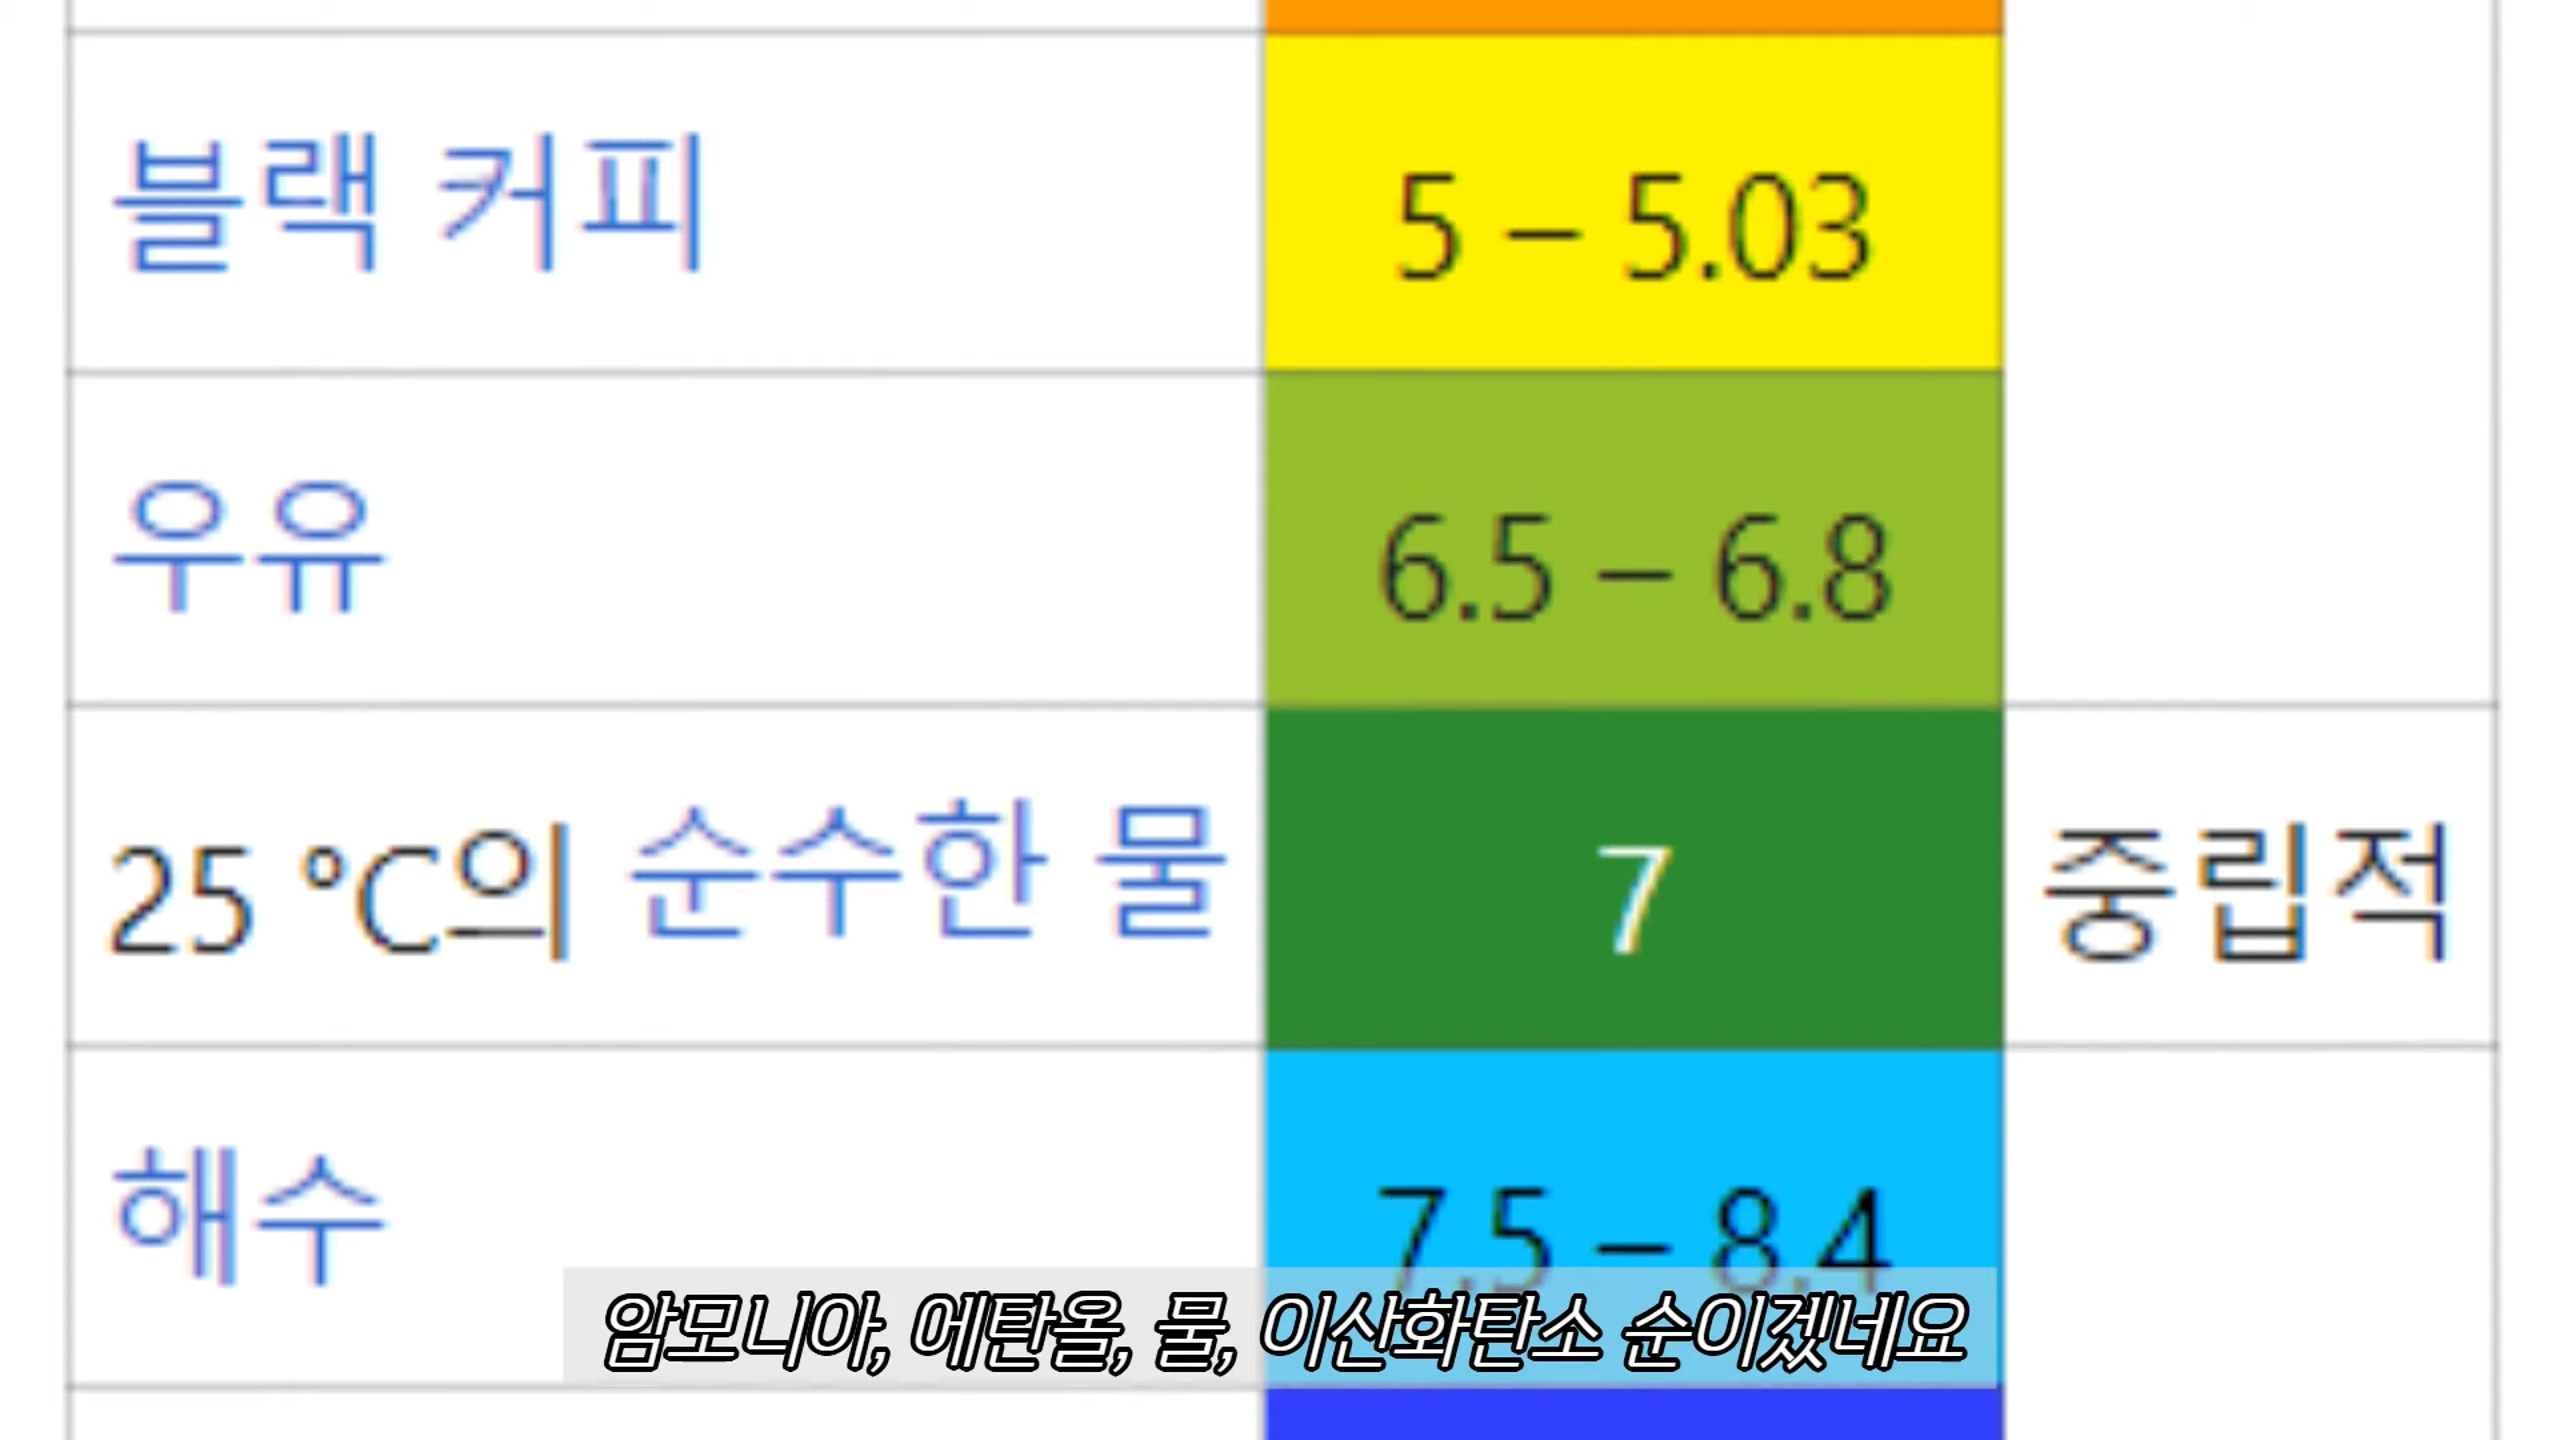 블랙 커피 5 – 5.03
우유 6.5 – 6.8
25 °C의 순수한 물 7 중립적
해수 7.5 – 8.4
암모니아, 에탄올, 물, 이산화탄소 순이겠네요